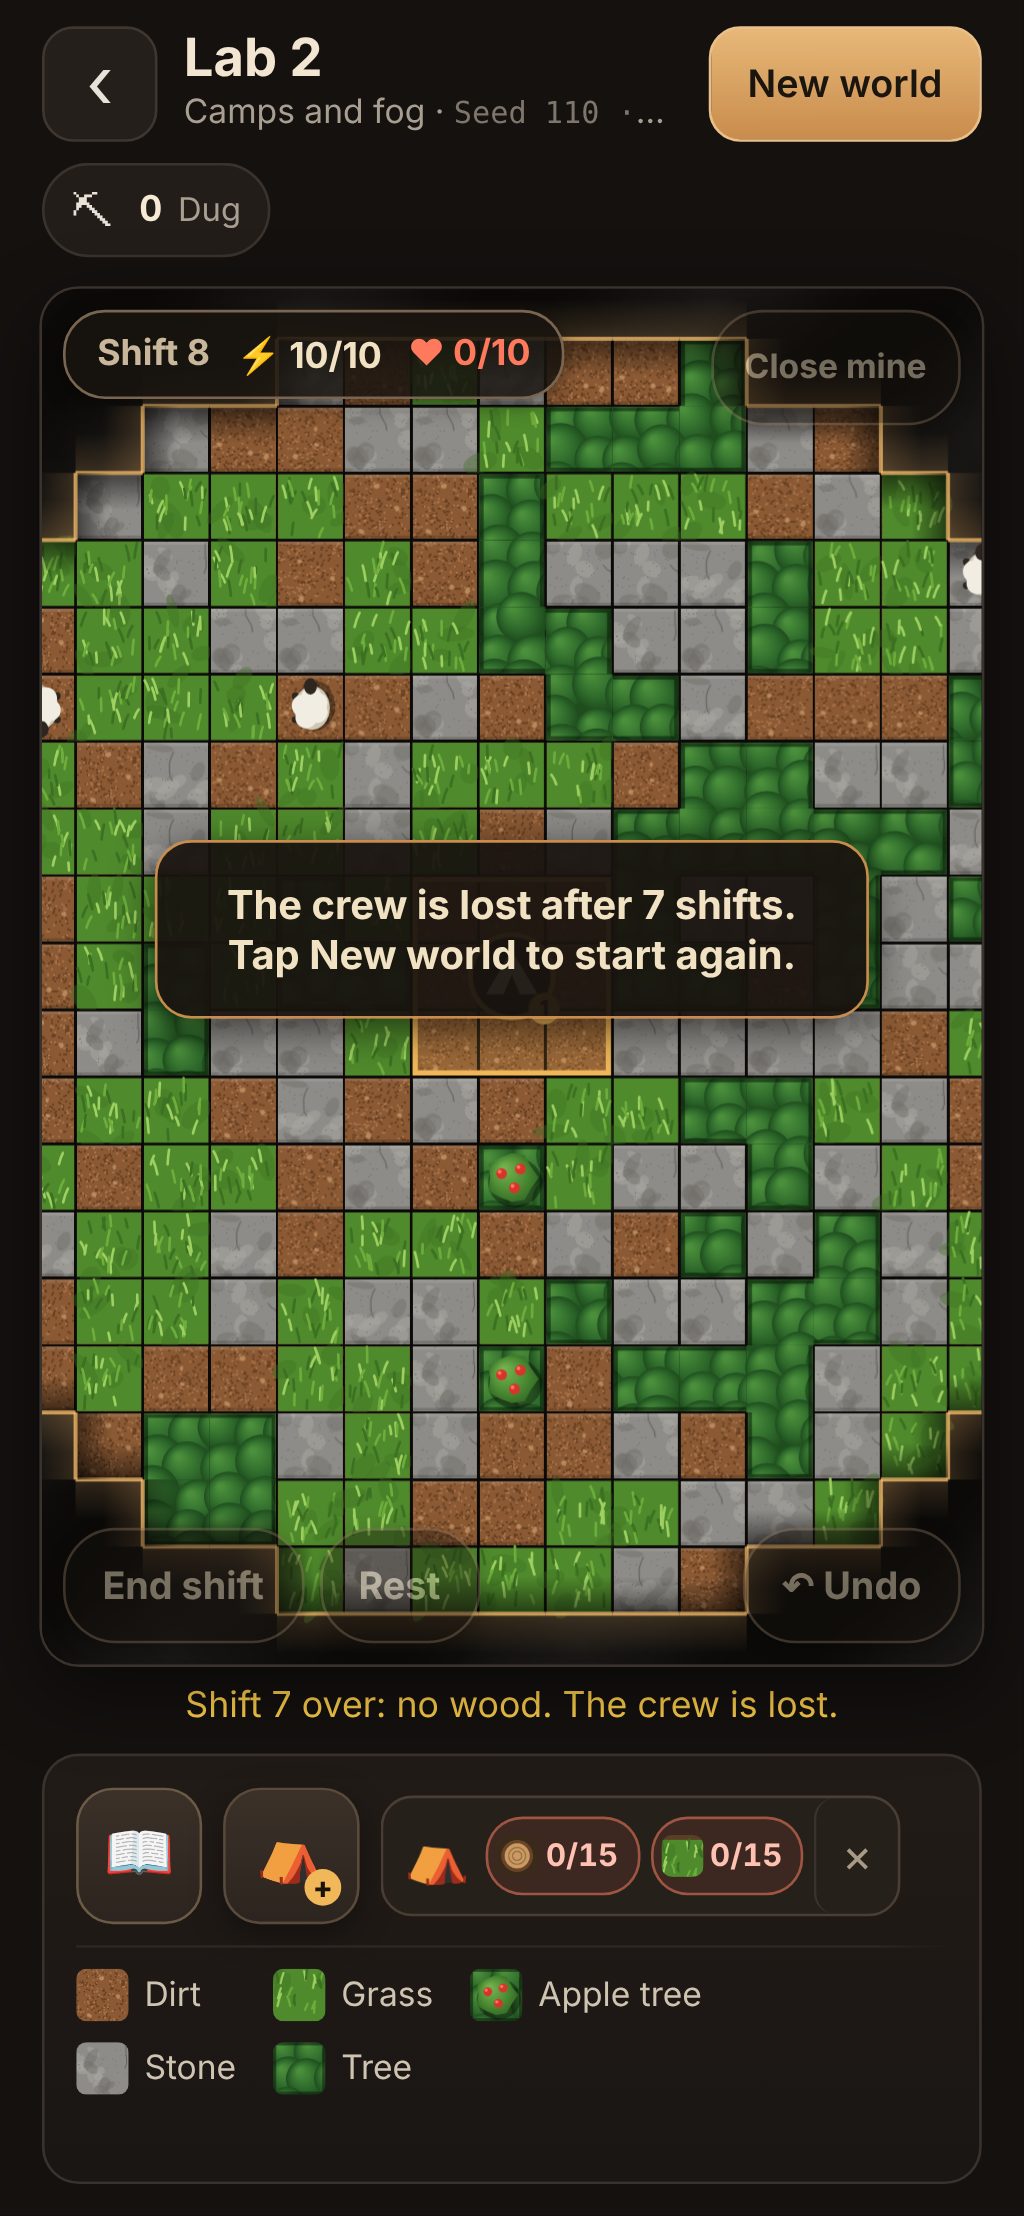 Lab 2
Camps and fog · Seed 110 ·...
New world
0 Dug
Shift 8 10/10 0/10
Close mine
The crew is lost after 7 shifts.
Tap New world to start again.
End shift
Rest
Undo
Shift 7 over: no wood. The crew is lost.
0/15
0/15
Dirt
Grass
Apple tree
Stone
Tree